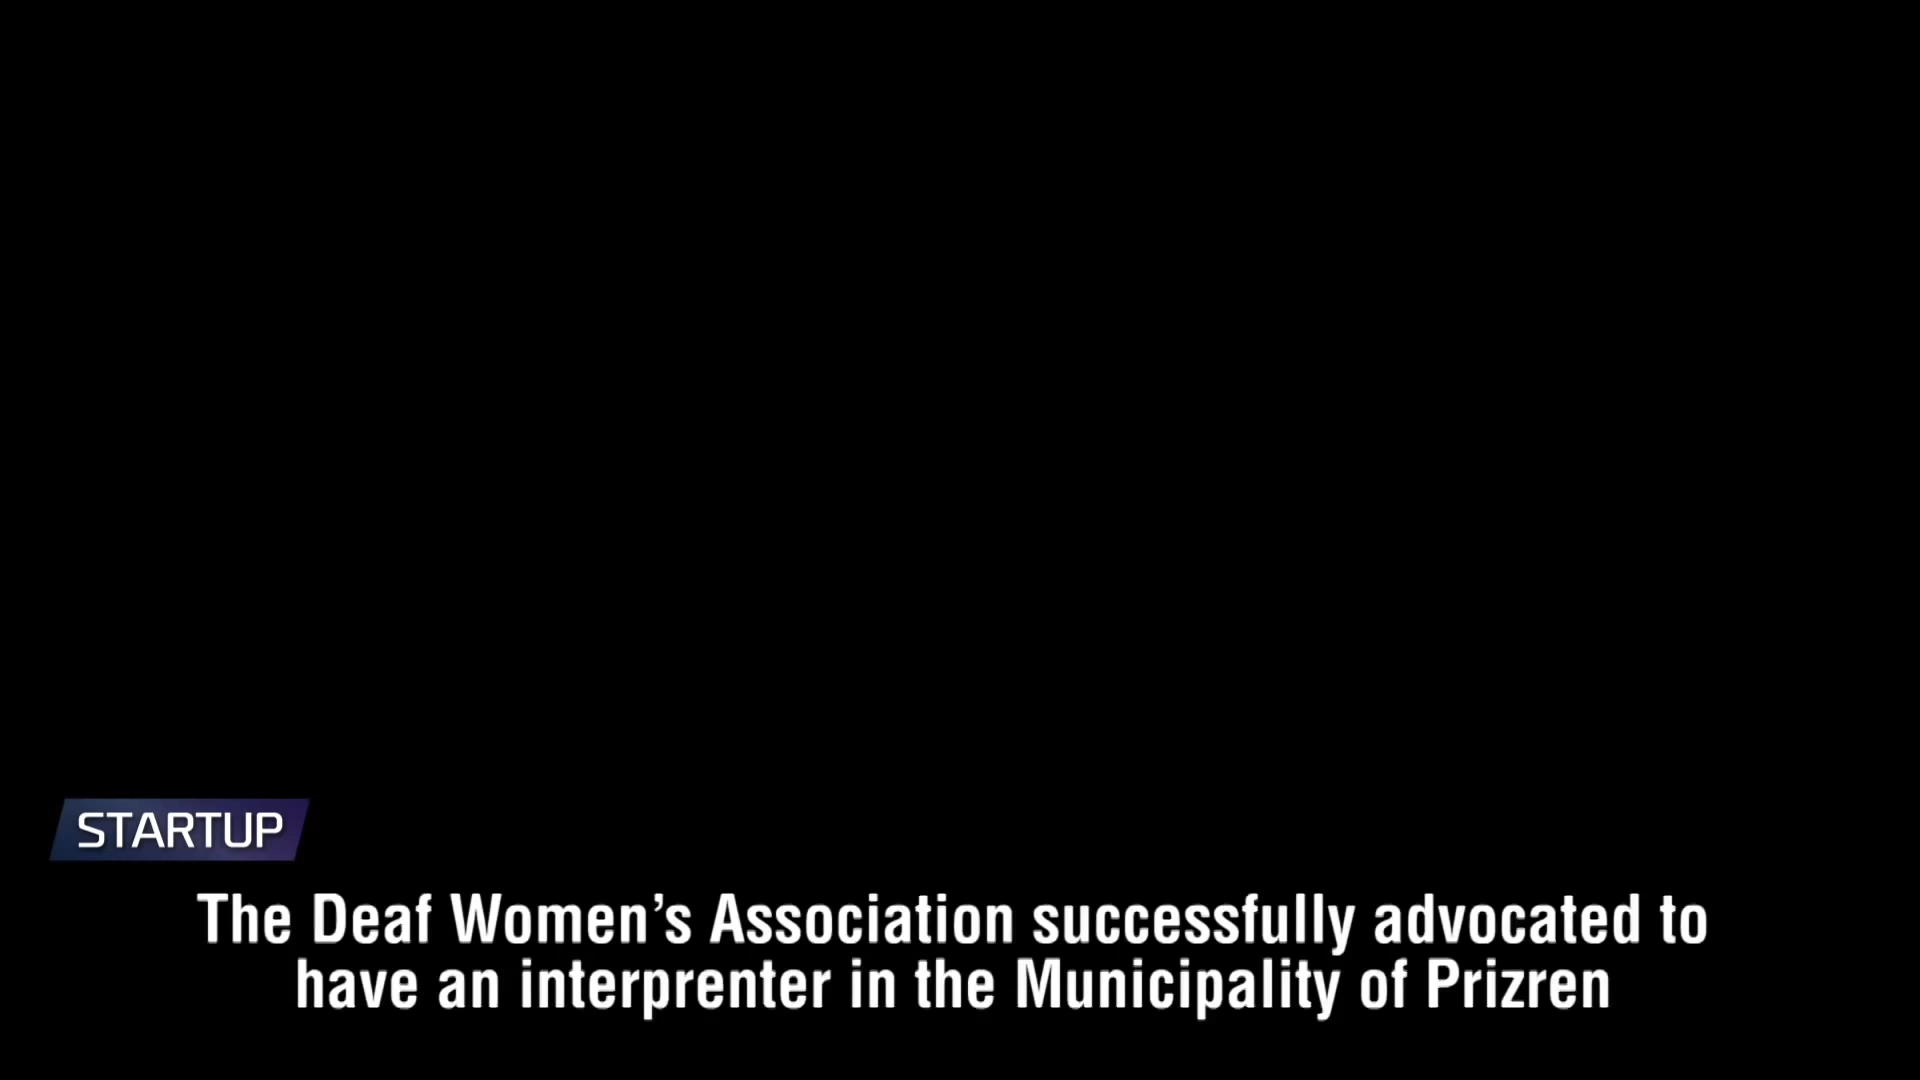 STARTUP
The Deaf Women’s Association successfully advocated to
have an interprenter in the Municipality of Prizren